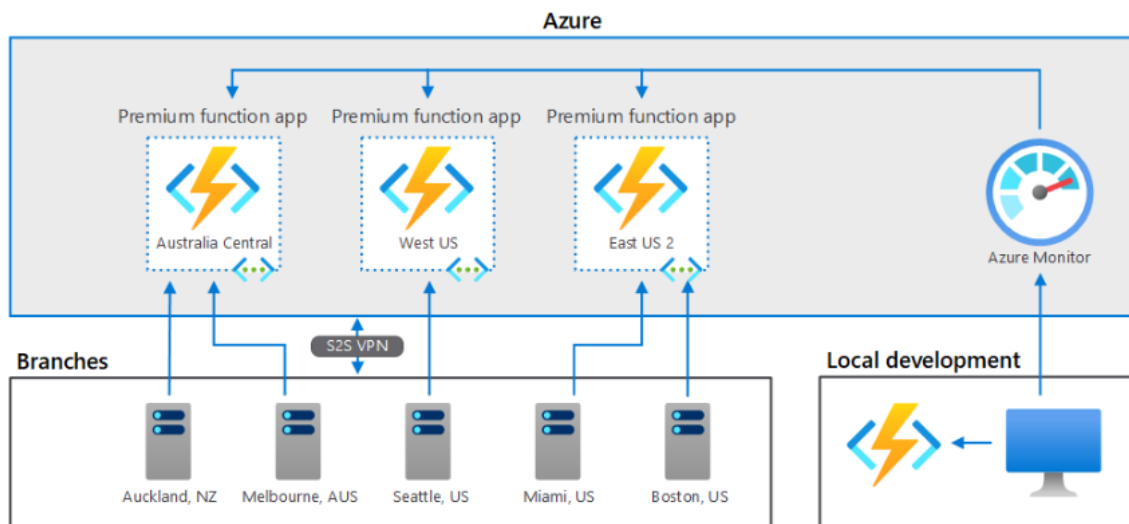 Azure
Premium function app
Premium function app
Premium function app
Australia Central
West US
East US 2
Azure Monitor
S2S VPN
Branches
Local development
Auckland, NZ
Melbourne, AUS
Seattle, US
Miami, US
Boston, US